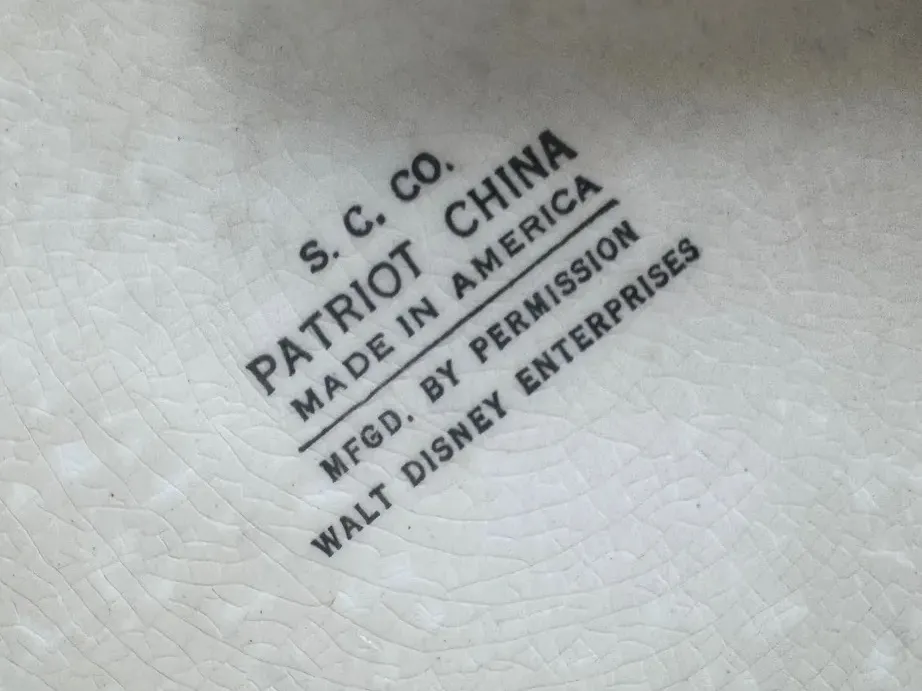 S. C. CO.
PATRIOT CHINA
MADE IN AMERICA
MFGD. BY PERMISSION
WALT DISNEY ENTERPRISES